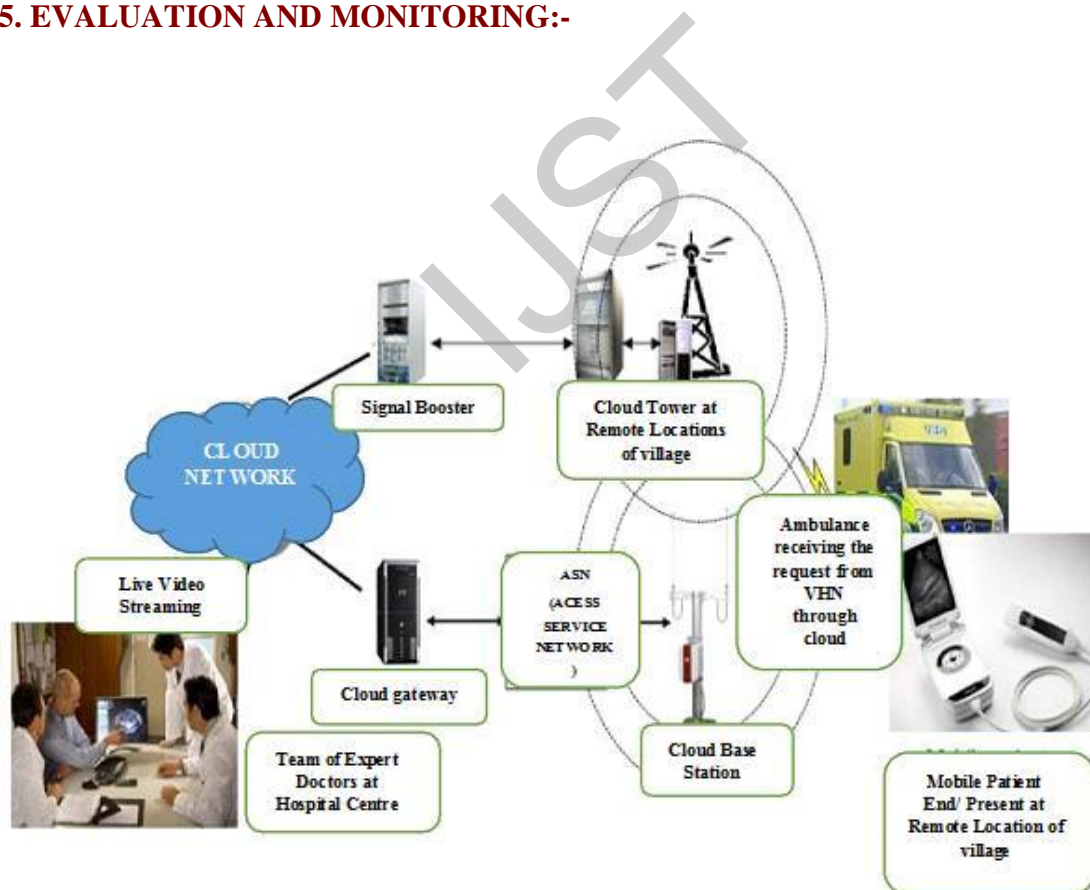 5. EVALUATION AND MONITORING:-
IJST
Signal Booster
Cloud Tower at
Remote Locations
of village
CLOUD
NETWORK
Ambulance
receiving the
request from
VHN
through
cloud
Live Video
Streaming
ASN
(ACESS
SERVICE
NETWORK
)
Cloud gateway
Team of Expert
Doctors at
Hospital Centre
Cloud Base
Station
Mobile Patient
End/ Present at
Remote Location of
village